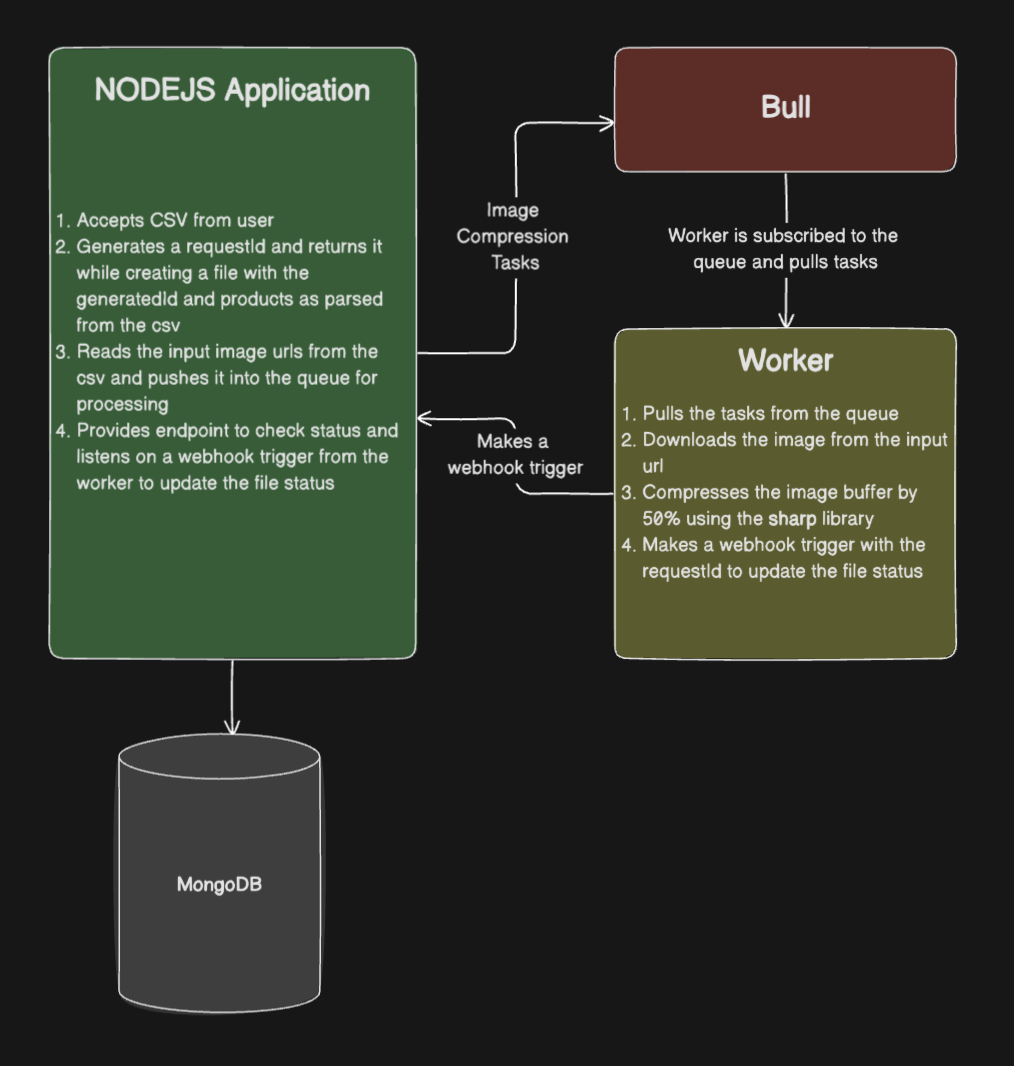 NODEJS Application
1. Accepts CSV from user
2. Generates a requestId and returns it
while creating a file with the
generatedId and products as parsed
from the csv
3. Reads the input image urls from the
csv and pushes it into the queue for
processing
4. Provides endpoint to check status and
listens on a webhook trigger from the
worker to update the file status
Image
Compression
Tasks
Bull
Worker is subscribed to the
queue and pulls tasks
Worker
1. Pulls the tasks from the queue
2. Downloads the image from the input
url
3. Compresses the image buffer by
50% using the sharp library
4. Makes a webhook trigger with the
requestId to update the file status
Makes a
webhook trigger
MongoDB